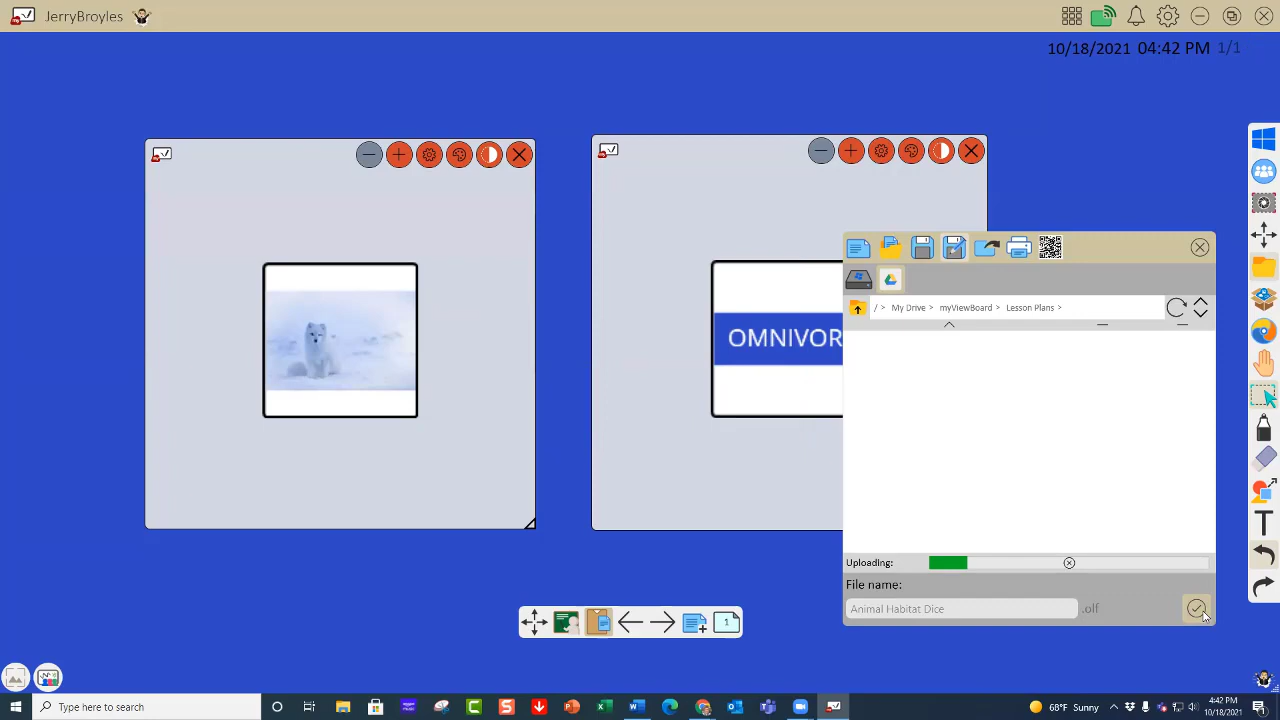 JerryBroyles
10/18/2021 04:42 PM 1/1
/ > My Drive > myViewBoard > Lesson Plans >
OMNIVOR
Uploading:
File name:
Animal Habitat Dice .olf
1
Type here to search
68°F Sunny
4:42 PM
10/18/2021